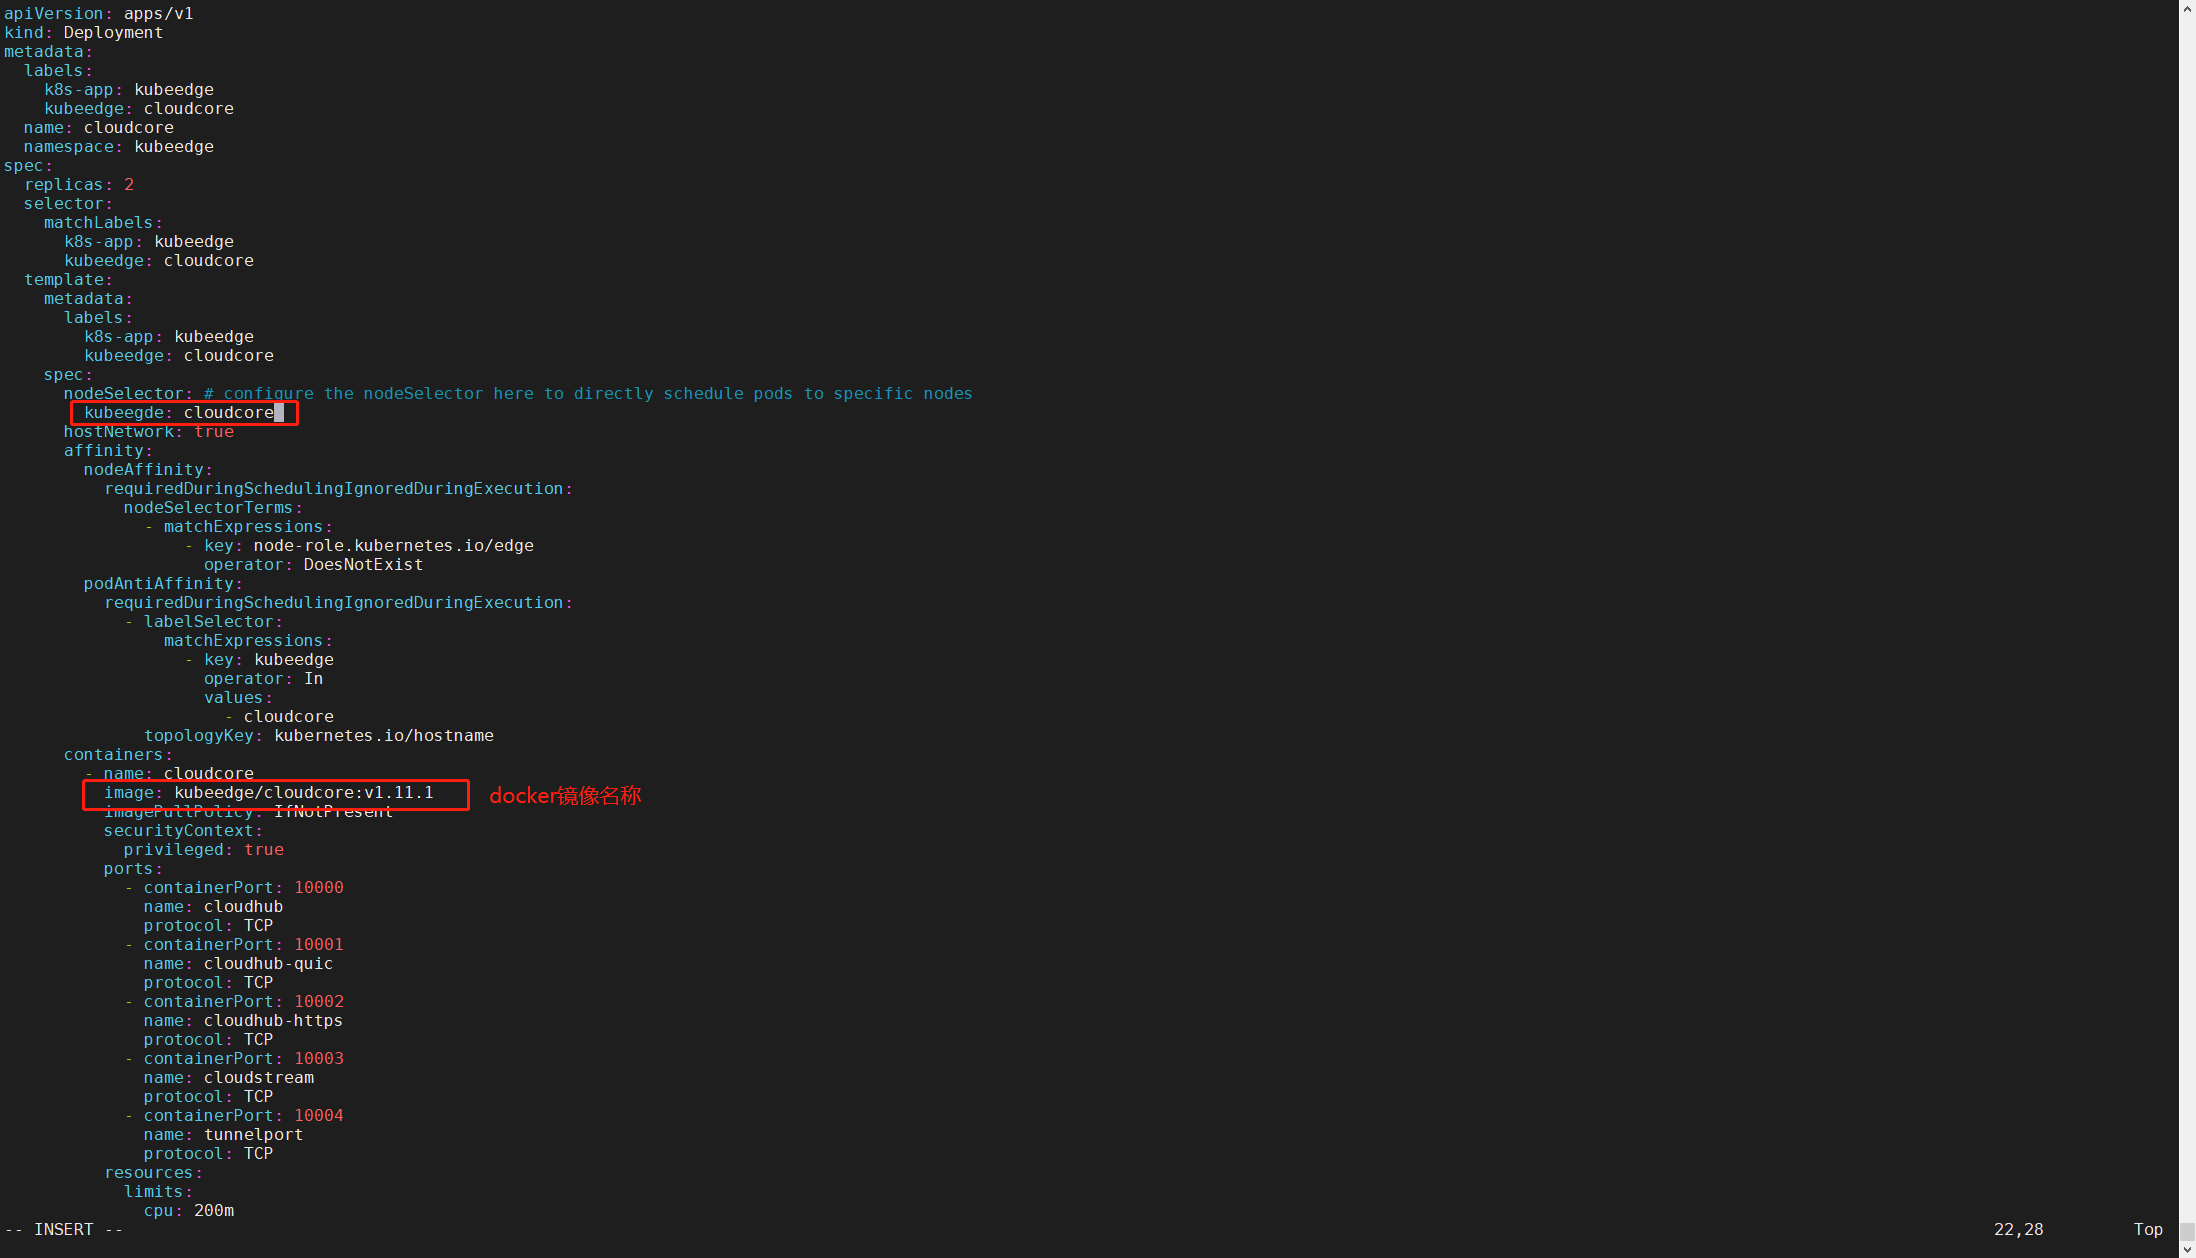 apiVersion: apps/v1
kind: Deployment
metadata:
  labels:
    k8s-app: kubeedge
    kubeedge: cloudcore
  name: cloudcore
  namespace: kubeedge
spec:
  replicas: 2
  selector:
    matchLabels:
      k8s-app: kubeedge
      kubeedge: cloudcore
  template:
    metadata:
      labels:
        k8s-app: kubeedge
        kubeedge: cloudcore
    spec:
      nodeSelector: # configure the nodeSelector here to directly schedule pods to specific nodes
        kubeegde: cloudcore
      hostNetwork: true
      affinity:
        nodeAffinity:
          requiredDuringSchedulingIgnoredDuringExecution:
            nodeSelectorTerms:
              - matchExpressions:
                  - key: node-role.kubernetes.io/edge
                    operator: DoesNotExist
        podAntiAffinity:
          requiredDuringSchedulingIgnoredDuringExecution:
            - labelSelector:
                matchExpressions:
                  - key: kubeedge
                    operator: In
                    values:
                      - cloudcore
              topologyKey: kubernetes.io/hostname
      containers:
        - name: cloudcore
          image: kubeedge/cloudcore:v1.11.1 docker镜像名称
          imagePullPolicy: IfNotPresent
          securityContext:
            privileged: true
          ports:
            - containerPort: 10000
              name: cloudhub
              protocol: TCP
            - containerPort: 10001
              name: cloudhub-quic
              protocol: TCP
            - containerPort: 10002
              name: cloudhub-https
              protocol: TCP
            - containerPort: 10003
              name: cloudstream
              protocol: TCP
            - containerPort: 10004
              name: tunnelport
              protocol: TCP
          resources:
            limits:
              cpu: 200m
-- INSERT -- 22,28 Top